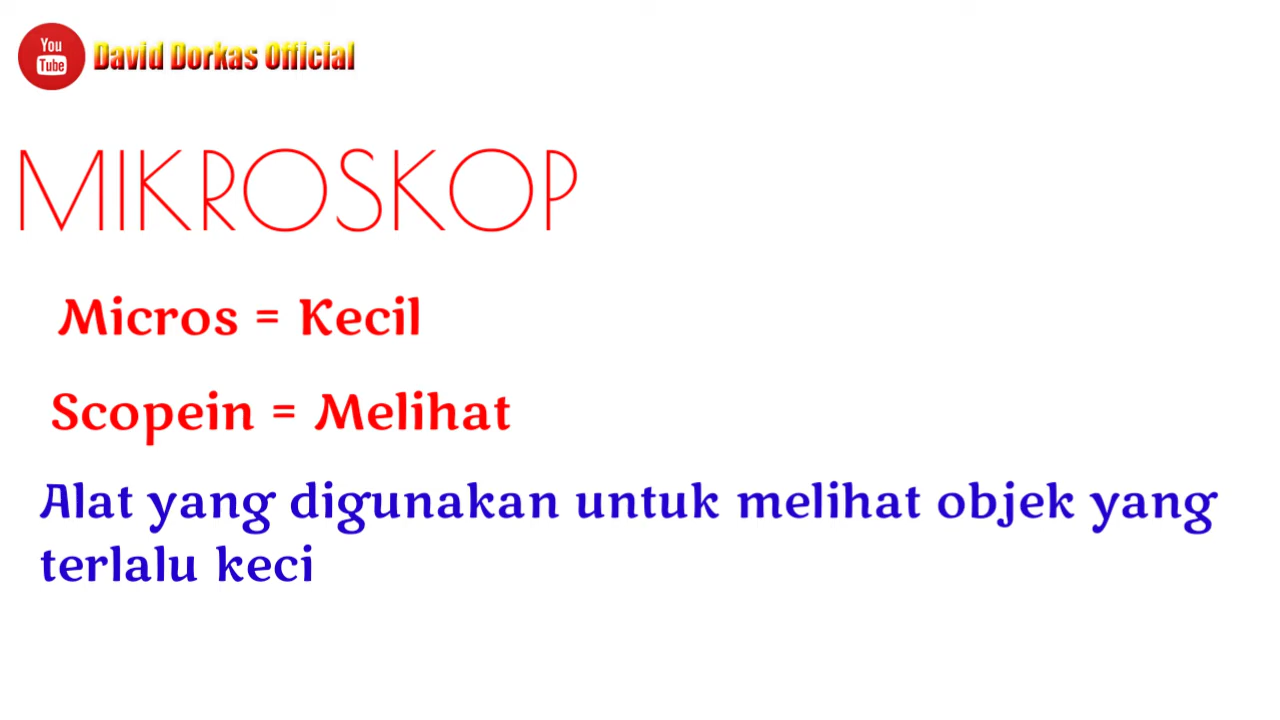 You
Tube
David Dorkas Official
MIKROSKOP
Micros = Kecil
Scopein = Melihat
Alat yang digunakan untuk melihat objek yang
terlalu keci